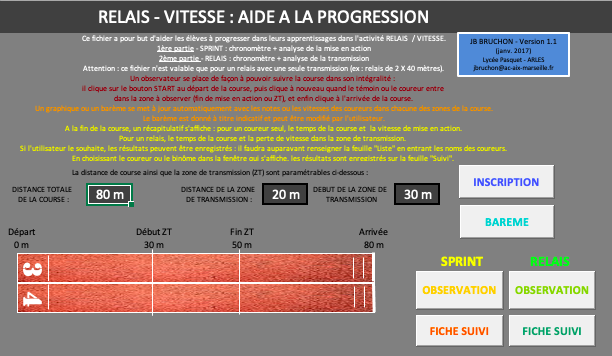 RELAIS - VITESSE : AIDE A LA PROGRESSION
Ce fichier a pour but d'aider les élèves à progresser dans leurs apprentissages dans l'activité RELAIS / VITESSE.
1ère partie - SPRINT : chronomètre + analyse de la mise en action
2ème partie - RELAIS : chronomètre + analyse de la transmission
Attention : ce fichier n'est valable que pour un relais avec une seule transmission (ex : relais de 2 X 40 mètres).
Un observateur se place de façon à pouvoir suivre la course dans son intégralité :
il clique sur le bouton START au départ de la course, puis clique à nouveau quand le témoin ou le coureur entre
dans la zone à observer (fin de mise en action ou ZT), et enfin clique à l'arrivée de la course.
Un graphique ou un barème se met à jour automatiquement avec les notes ou les vitesses des coureurs dans chacune des zones de la course.
Le barème est donné à titre indicatif et peut être modifié par l'utilisateur.
A la fin de la course, un récapitulatif s'affiche : pour un coureur seul, le temps de la course et la vitesse de mise en action.
Pour un relais, le temps de la course et la perte de vitesse dans la zone de transmission.
Si l'utilisateur le souhaite, les résultats peuvent être enregistrés : il faudra auparavant renseigner la feuille "Liste" en entrant les noms des coureurs.
En choisissant le coureur ou le binôme dans la fenêtre oui s'affiche. les résultats sont enreeistrés sur la feuille "Suivi".
JB BRUCHON - Version 1.1
(janv. 2017)
Lycée Pasquet - ARLES
jbruchon@ac-aix-marseille.fr
La distance de course ainsi que la zone de transmission (ZT) sont paramétrables ci-dessous :
DISTANCE TOTALE DE LA COURSE : 80 m
DISTANCE DE LA ZONE DE TRANSMISSION : 20 m
DEBUT DE LA ZONE DE TRANSMISSION 30 m
INSCRIPTION
BAREME
Départ Début ZT Fin ZT Arrivée
0 m 30 m 50 m 80 m
3
4
SPRINT RELAIS
OBSERVATION OBSERVATION
FICHE SUIVI FICHE SUIVI